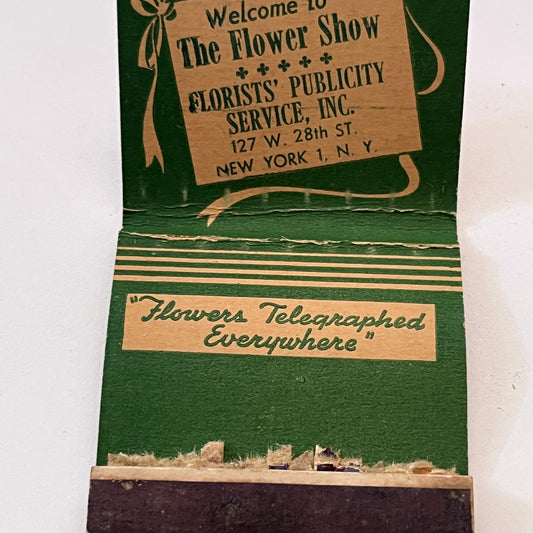 Welcome to
The Flower Show
FLORISTS' PUBLICITY
SERVICE, INC.
127 W. 28th ST.
NEW YORK 1, N. Y.
"Flowers Telegraphed
Everywhere"